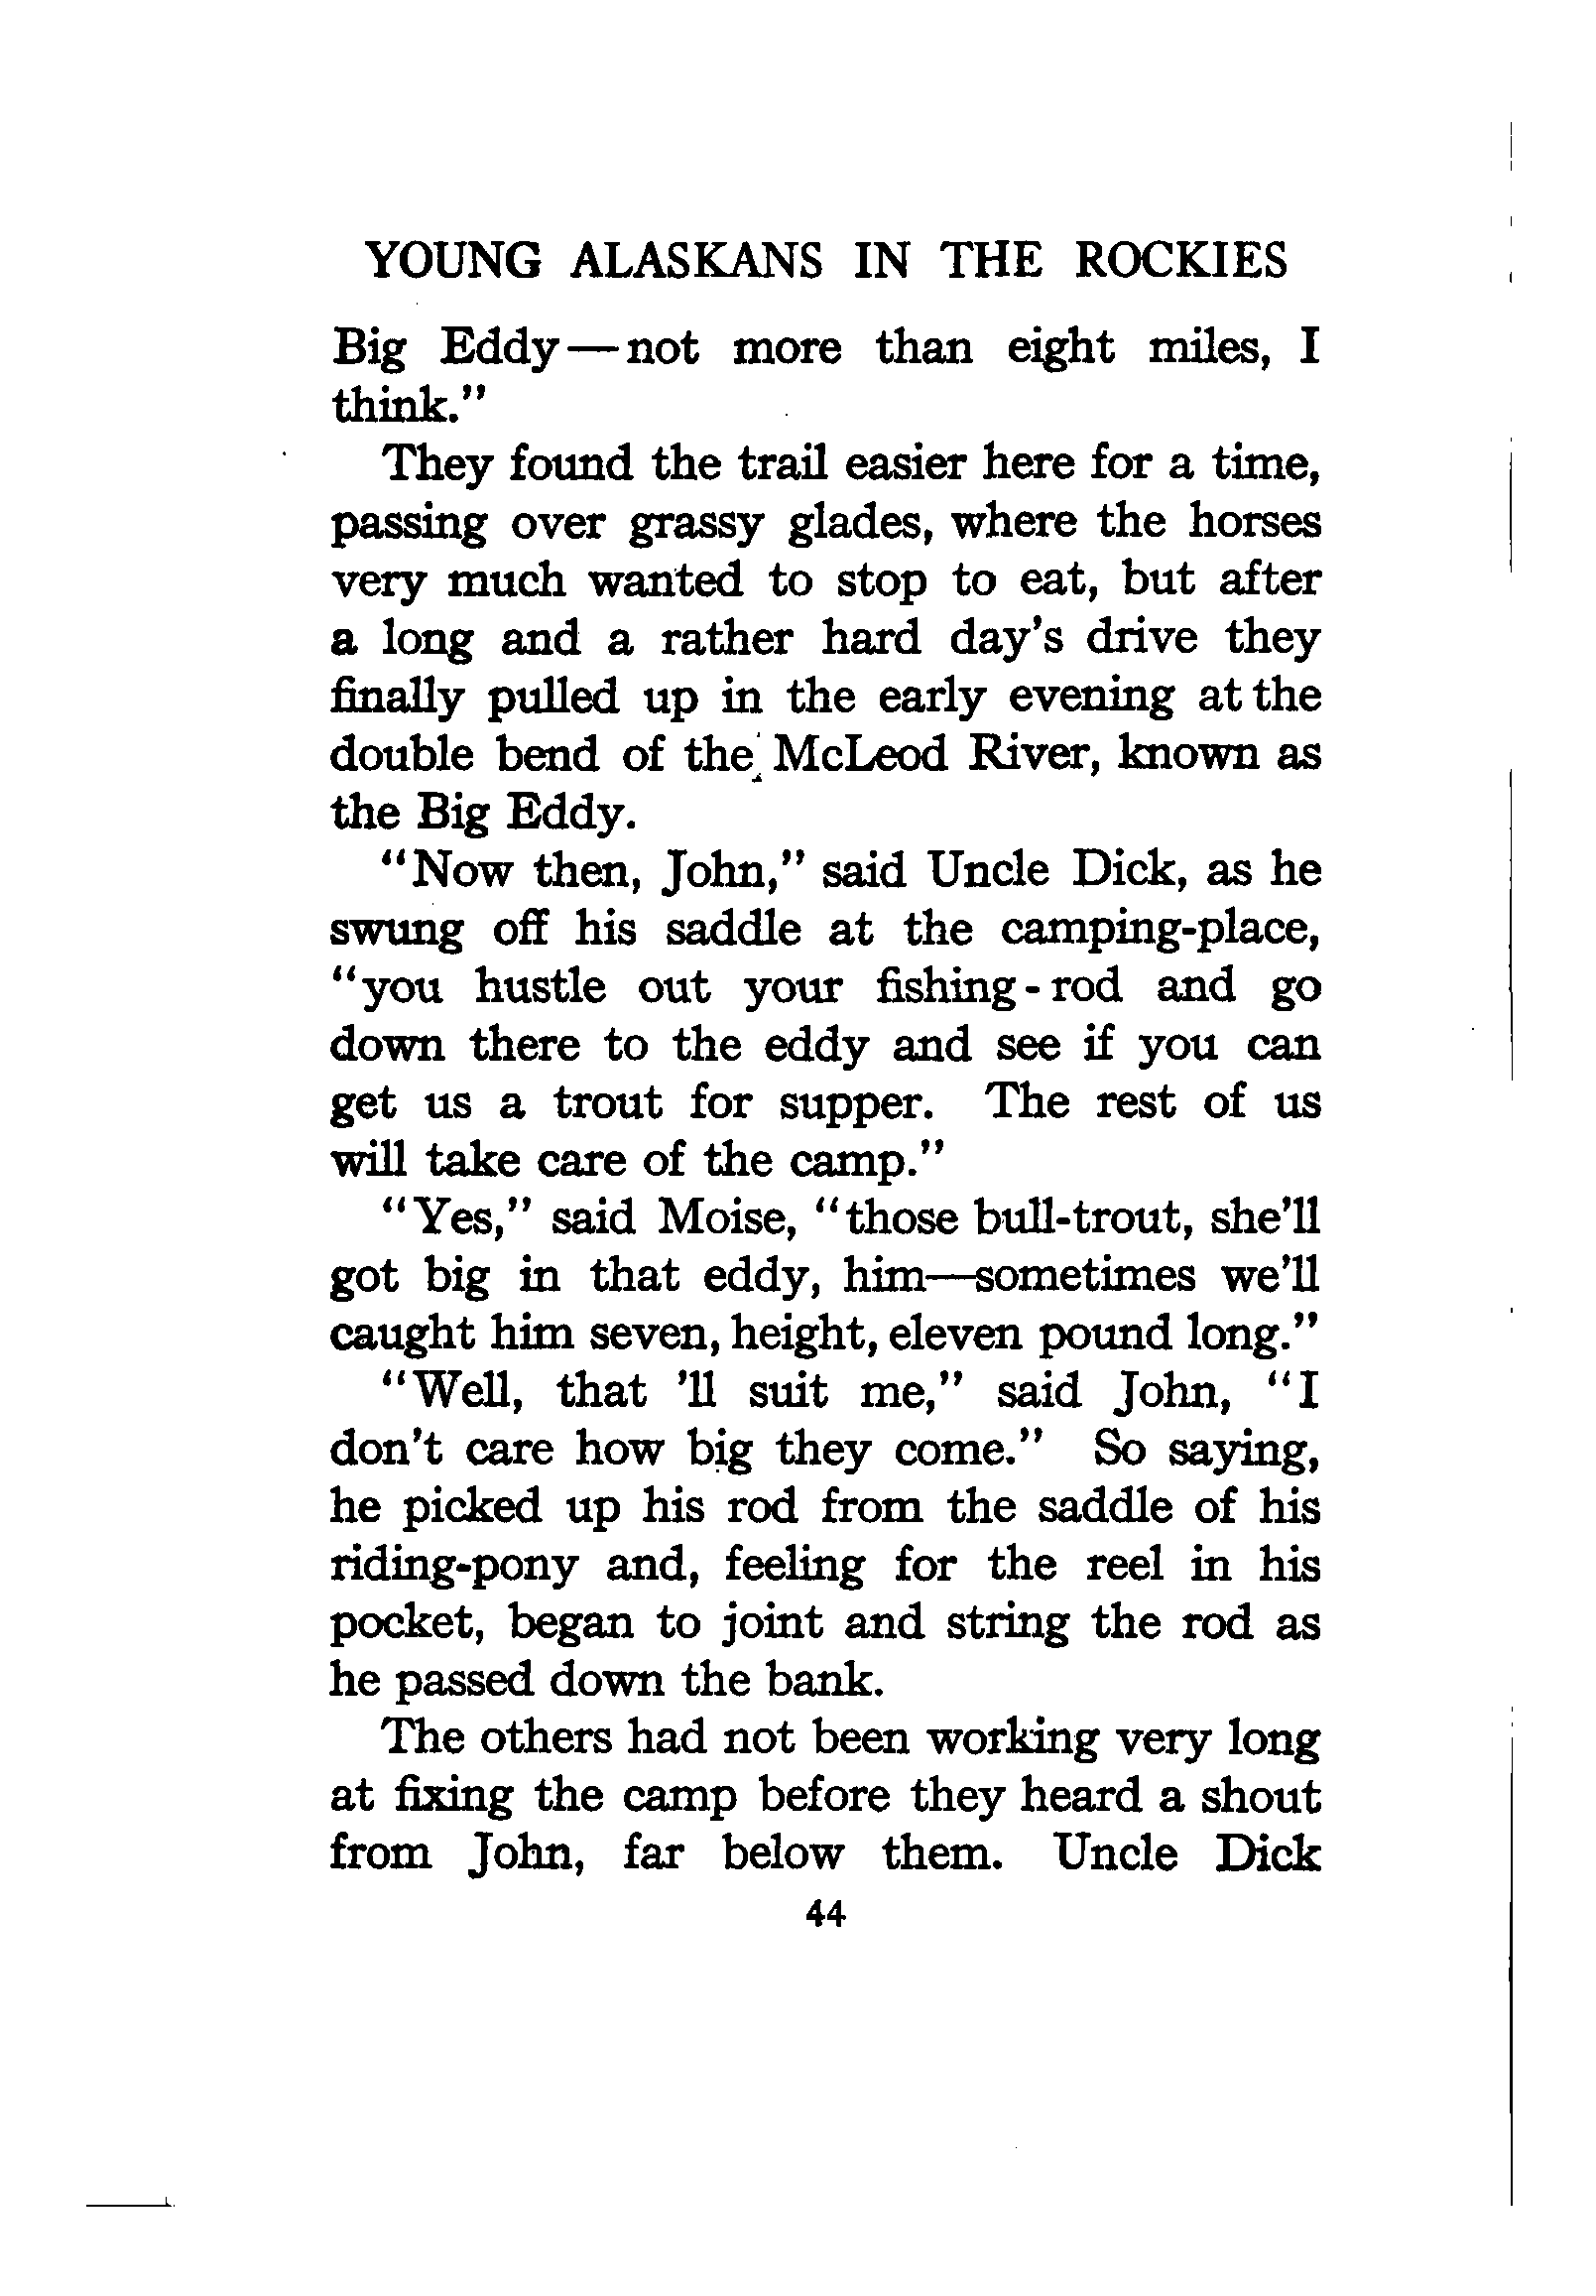 YOUNG ALASKANS IN THE ROCKIES
Big Eddy—not more than eight miles, I
think."
They found the trail easier here for a time,
passing over grassy glades, where the horses
very much wanted to stop to eat, but after
a long and a rather hard day's drive they
finally pulled up in the early evening at the
double bend of the McLeod River, known as
the Big Eddy.
"Now then, John," said Uncle Dick, as he
swung off his saddle at the camping-place,
"you hustle out your fishing-rod and go
down there to the eddy and see if you can
get us a trout for supper. The rest of us
will take care of the camp."
"Yes," said Moise, "those bull-trout, she'll
got big in that eddy, him—sometimes we'll
caught him seven, height, eleven pound long."
"Well, that 'll suit me," said John, "I
don't care how big they come." So saying,
he picked up his rod from the saddle of his
riding-pony and, feeling for the reel in his
pocket, began to joint and string the rod as
he passed down the bank.
The others had not been working very long
at fixing the camp before they heard a shout
from John, far below them. Uncle Dick
44